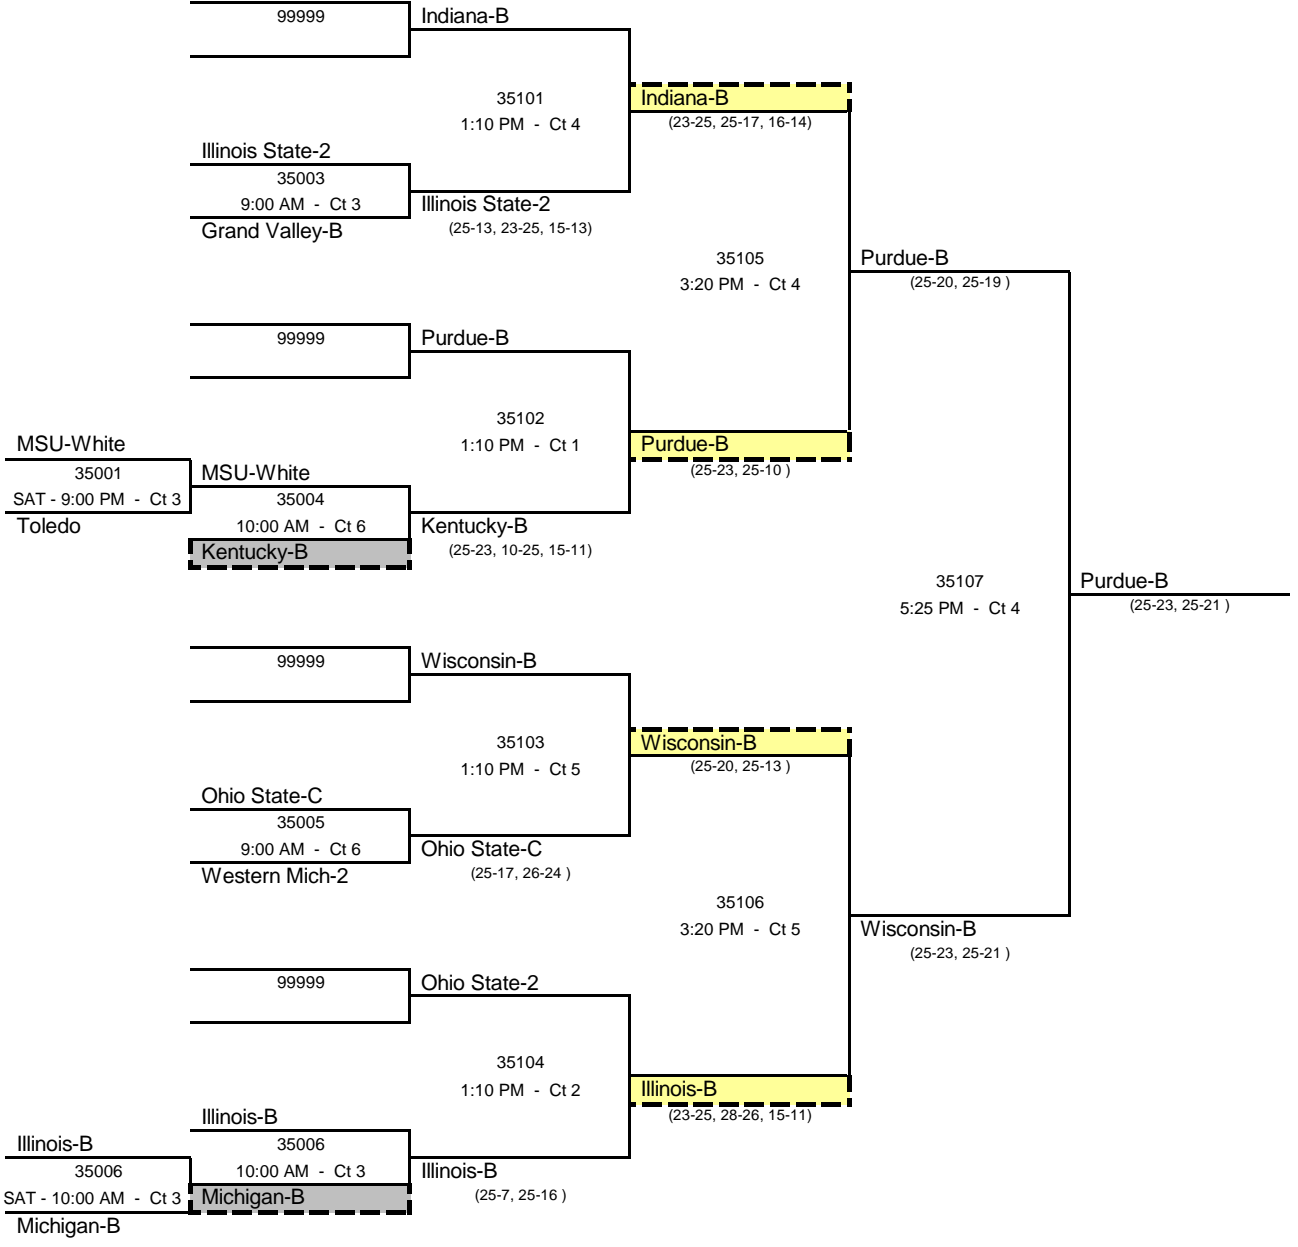 99999
Indiana-B
35101
1:10 PM - Ct 4
Indiana-B
(23-25, 25-17, 16-14)
Illinois State-2
35003
9:00 AM - Ct 3
Grand Valley-B
Illinois State-2
(25-13, 23-25, 15-13)
35105
3:20 PM - Ct 4
Purdue-B
(25-20, 25-19 )
99999
Purdue-B
35102
1:10 PM - Ct 1
Purdue-B
(25-23, 25-10 )
MSU-White
35001
SAT - 9:00 PM - Ct 3
Toledo
MSU-White
35004
10:00 AM - Ct 6
Kentucky-B
Kentucky-B
(25-23, 10-25, 15-11)
35107
5:25 PM - Ct 4
Purdue-B
(25-23, 25-21 )
99999
Wisconsin-B
35103
1:10 PM - Ct 5
Wisconsin-B
(25-20, 25-13 )
Ohio State-C
35005
9:00 AM - Ct 6
Western Mich-2
Ohio State-C
(25-17, 26-24 )
35106
3:20 PM - Ct 5
Wisconsin-B
(25-23, 25-21 )
99999
Ohio State-2
35104
1:10 PM - Ct 2
Illinois-B
(23-25, 28-26, 15-11)
Illinois-B
35006
SAT - 10:00 AM - Ct 3
Michigan-B
Illinois-B
35006
10:00 AM - Ct 3
Michigan-B
Illinois-B
(25-7, 25-16 )